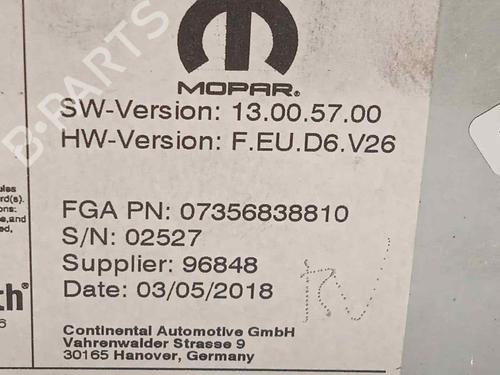 MOPAR®
SW-Version: 13.00.57.00
HW-Version: F.EU.D6.V26
FGA PN: 07356838810
S/N: 02527
Supplier: 96848
Date: 03/05/2018
Continental Automotive GmbH
Vahrenwalder Strasse 9
30165 Hanover, Germany
B-PARTS